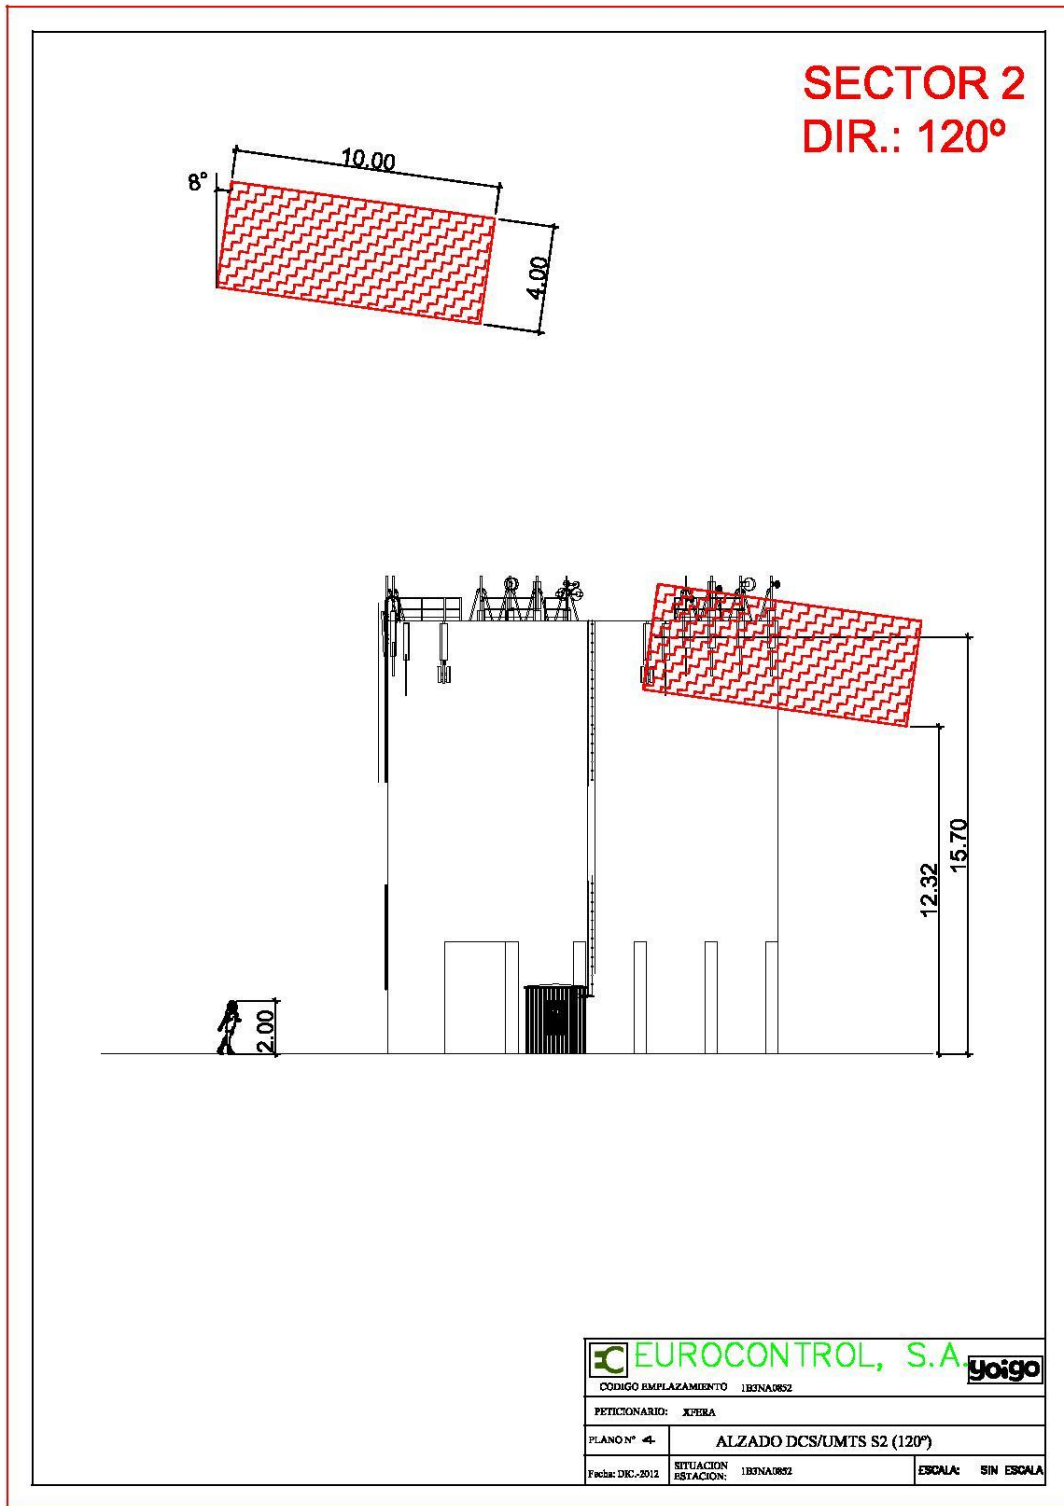 SECTOR 2
DIR.: 120º
10.00
8°
4.00
15.70
12.32
2.00
EUROCONTROL, S.A.
yoigo
CODIGO EMPLAZAMIENTO 1B3NA0852
PETICIONARIO: XFERA
PLANO Nº 4
ALZADO DCS/UMTS S2 (120º)
Fecha: DIC.-2012
SITUACION
ESTACION: 1B3NA0852
ESCALA: SIN ESCALA